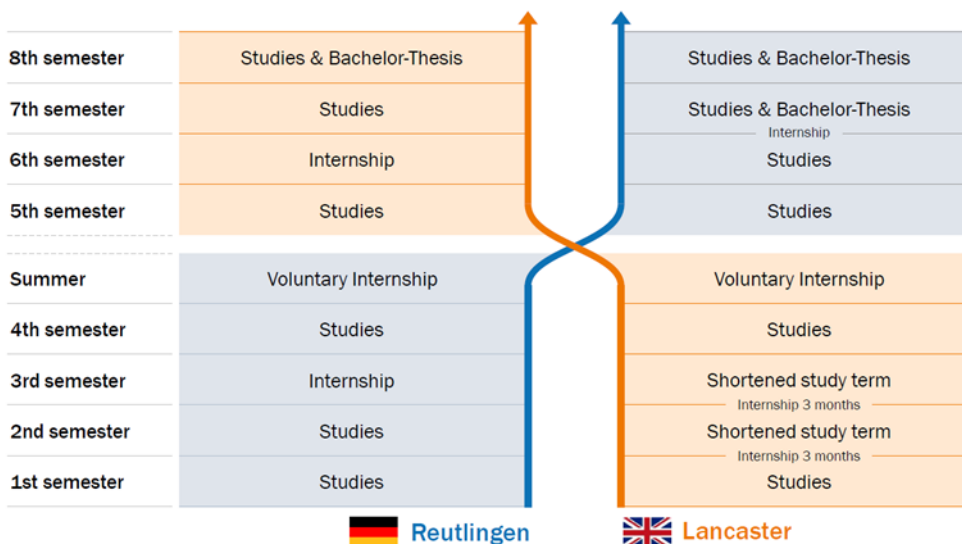 8th semester Studies & Bachelor-Thesis Studies & Bachelor-Thesis
7th semester Studies Studies & Bachelor-Thesis
Internship
6th semester Internship Studies
5th semester Studies Studies
Summer Voluntary Internship Voluntary Internship
4th semester Studies Studies
3rd semester Internship Shortened study term
Internship 3 months
2nd semester Studies Shortened study term
Internship 3 months
1st semester Studies Studies
Reutlingen Lancaster